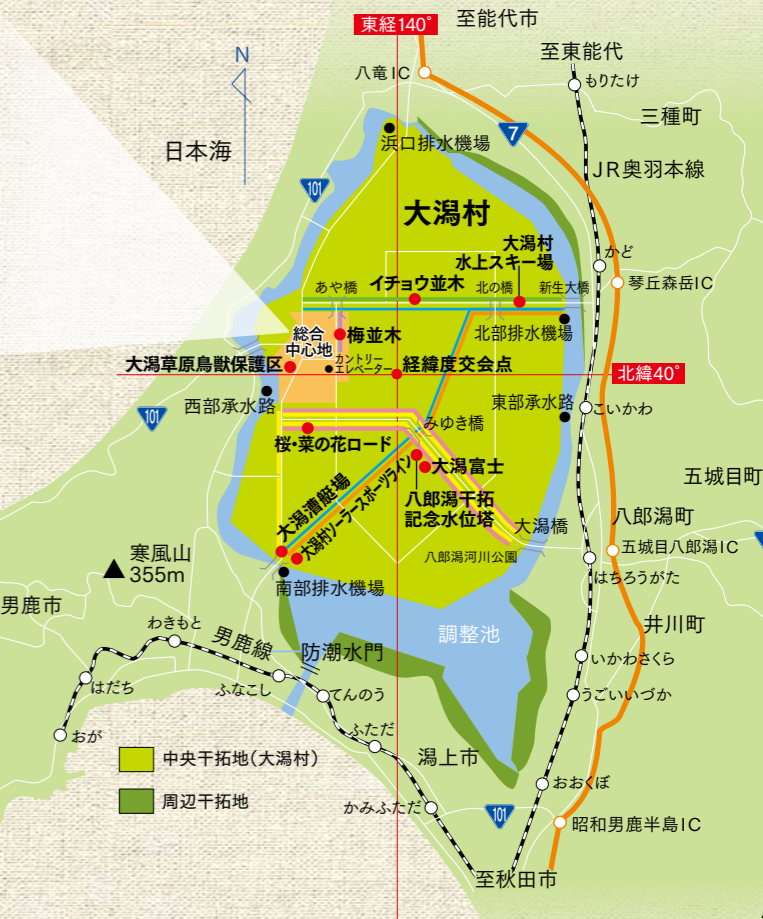 東経140°
至能代市
N
八竜IC
至東能代
もりたけ
三種町
7
日本海
浜口排水機場
JR奥羽本線
101
大潟村
大潟村
水上スキー場
かど
イチョウ並木
あや橋
北の橋
新生大橋
琴丘森岳IC
総合
中心地
梅並木
北部排水機場
カントリー
エレベーター
大潟草原鳥獣保護区
経緯度交会点
北緯40°
西部承水路
101
東部承水路
こいかわ
みゆき橋
桜・菜の花ロード
大潟富士
五城目町
大潟漕艇場
大潟村ソーラースポーツライン
八郎潟干拓
記念水位塔
八郎潟町
大潟橋
五城目八郎潟IC
寒風山
355m
八郎潟河川公園
はちろうがた
南部排水機場
男鹿市
井川町
調整池
わきもと
男鹿線
防潮水門
いかわさくら
はだち
ふなこし
てんのう
うごいいづか
おが
ふただ
潟上市
中央干拓地(大潟村)
おおくぼ
周辺干拓地
かみふただ
101
昭和男鹿半島IC
至秋田市